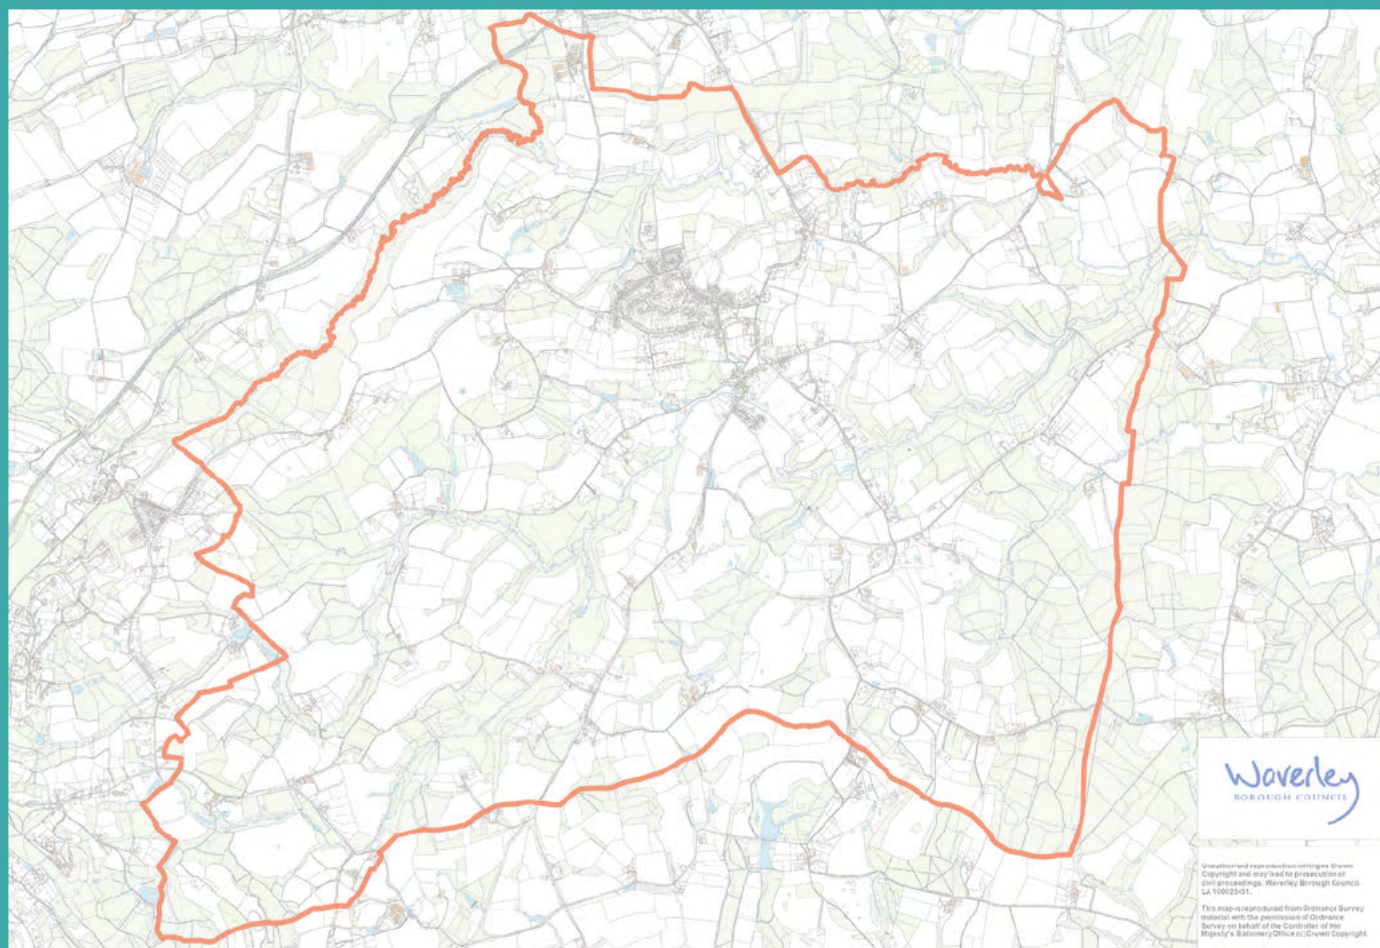 Waverley
BOROUGH COUNCIL
Unauthorised reproduction infringes Crown
Copyright and may lead to prosecution or
civil proceedings. Waverley Borough Council.
This map is reproduced from Ordnance Survey
material with the permission of Ordnance
Survey on behalf of the Controller of Her
Majesty's Stationery Office (c) Crown Copyright.